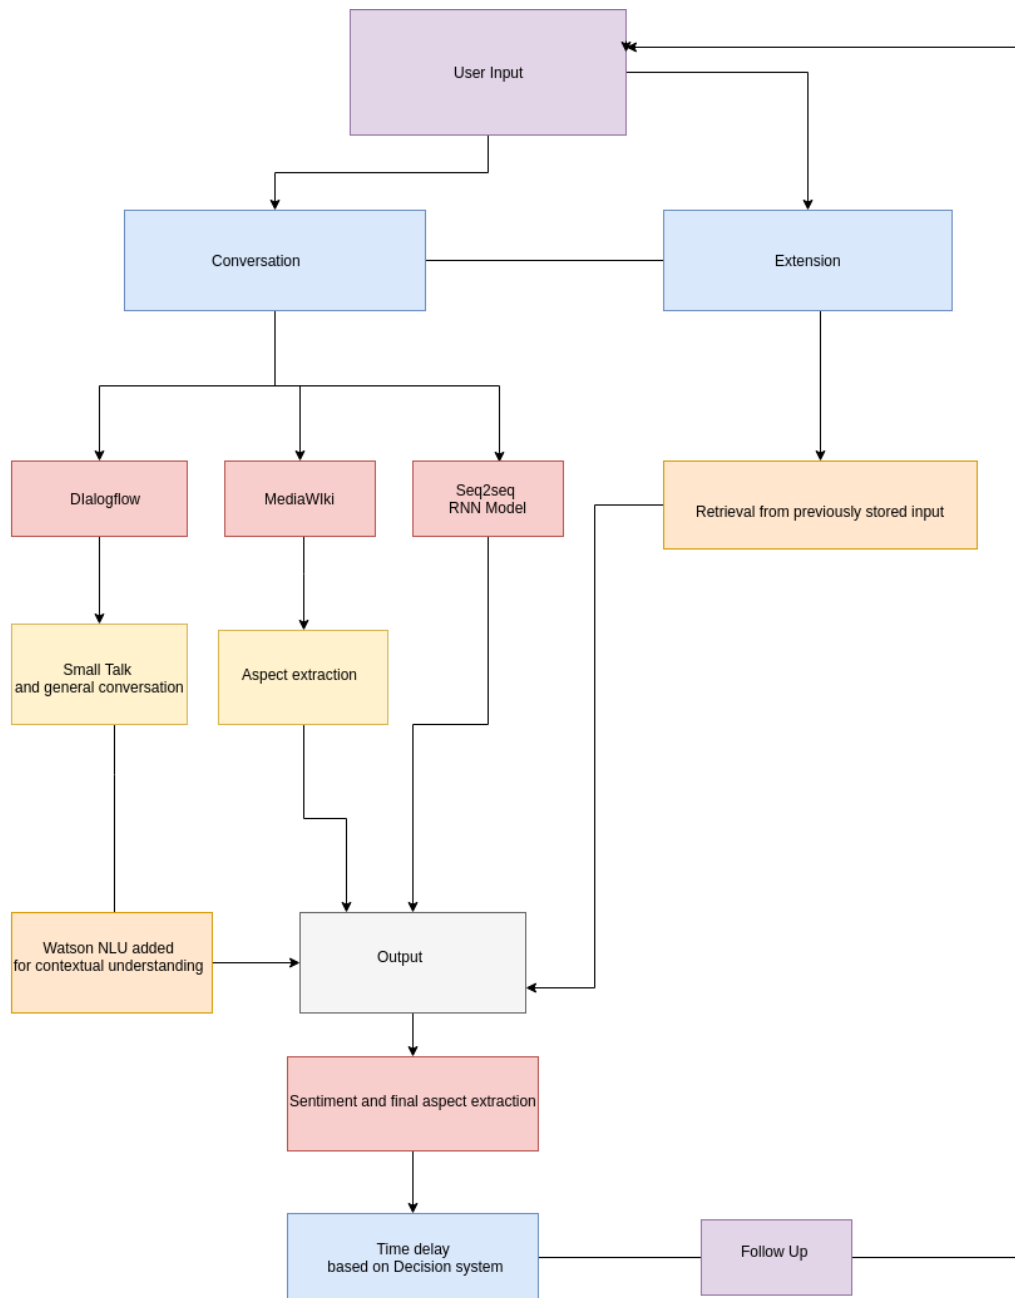 User Input
Conversation
Extension
DIalogflow
MediaWIki
Seq2seq
RNN Model
Retrieval from previously stored input
Small Talk
and general conversation
Aspect extraction
Watson NLU added
for contextual understanding
Output
Sentiment and final aspect extraction
Time delay
based on Decision system
Follow Up